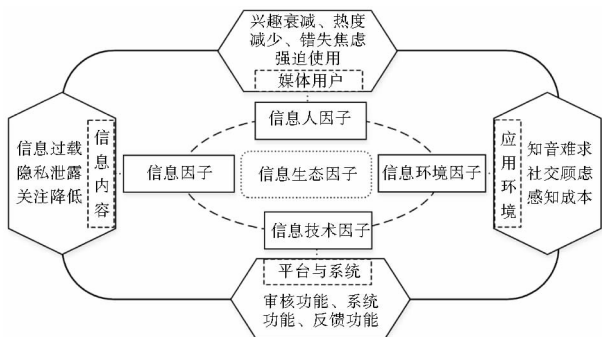 兴趣衰减、热度
减少、错失焦虑
强迫使用
媒体用户
信息人因子
信息过载
隐私泄露
关注降低
信息内容
信息因子
信息生态因子
信息环境因子
应用环境
知音难求
社交顾虑
感知成本
信息技术因子
平台与系统
审核功能、系统
功能、反馈功能